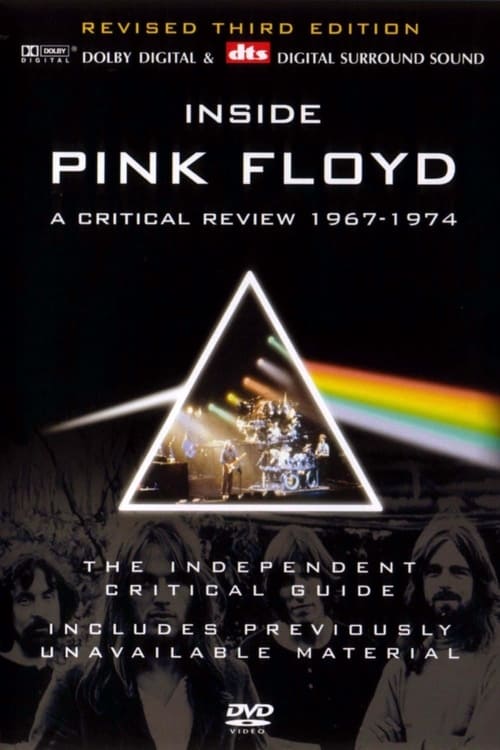 REVISED THIRD EDITION
DOLBY DIGITAL DOLBY DIGITAL & dts DIGITAL SURROUND SOUND
INSIDE
PINK FLOYD
A CRITICAL REVIEW 1967-1974
THE INDEPENDENT
CRITICAL GUIDE
INCLUDES PREVIOUSLY
UNAVAILABLE MATERIAL
DVD
VIDEO